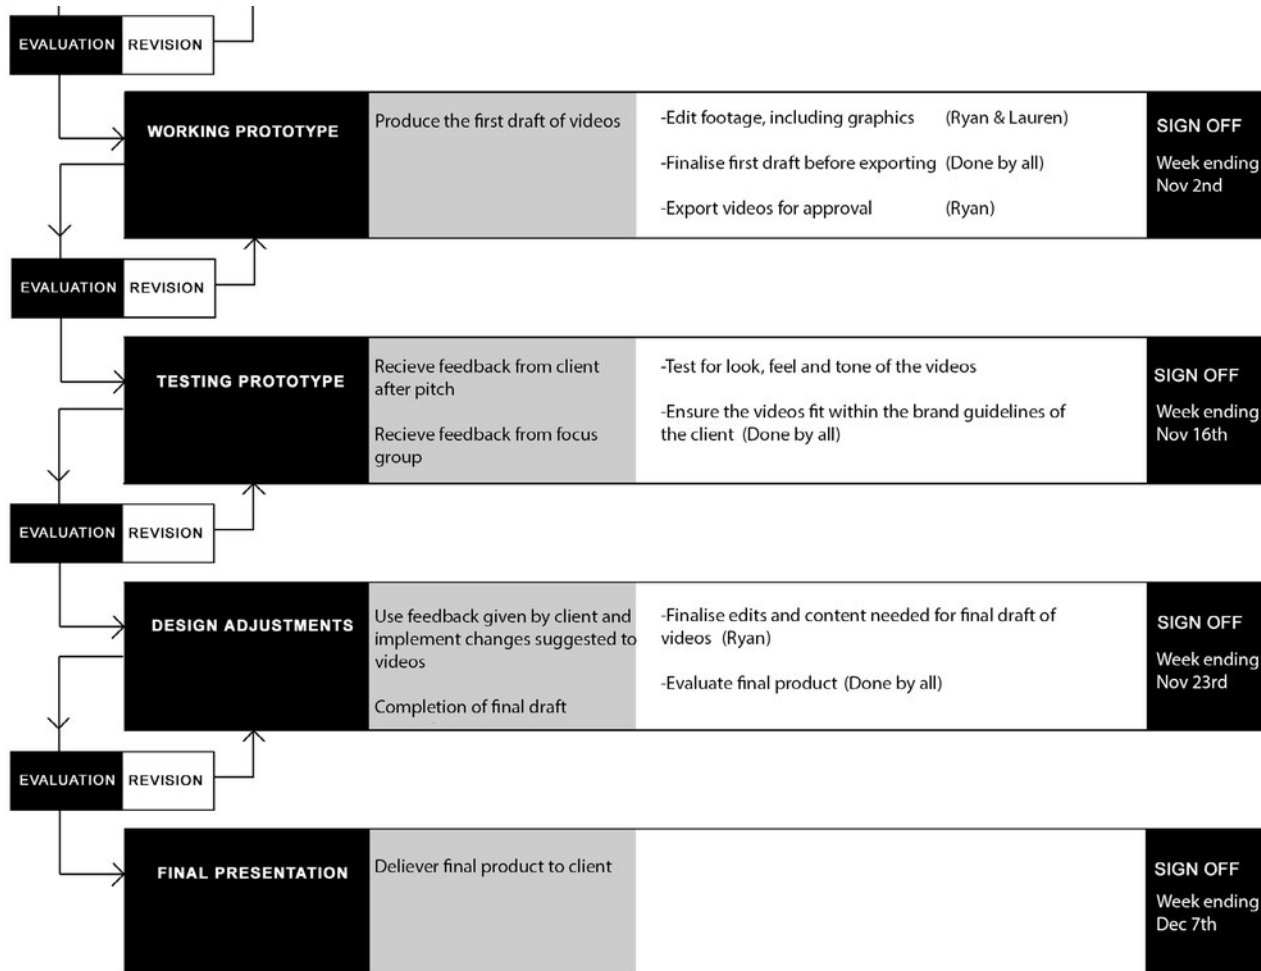 EVALUATION REVISION
WORKING PROTOTYPE
Produce the first draft of videos
-Edit footage, including graphics (Ryan & Lauren)
-Finalise first draft before exporting (Done by all)
-Export videos for approval (Ryan)
SIGN OFF
Week ending
Nov 2nd
EVALUATION REVISION
TESTING PROTOTYPE
Recieve feedback from client
after pitch
Recieve feedback from focus
group
-Test for look, feel and tone of the videos
-Ensure the videos fit within the brand guidelines of
the client (Done by all)
SIGN OFF
Week ending
Nov 16th
EVALUATION REVISION
DESIGN ADJUSTMENTS
Use feedback given by client and
implement changes suggested to
videos
Completion of final draft
-Finalise edits and content needed for final draft of
videos (Ryan)
-Evaluate final product (Done by all)
SIGN OFF
Week ending
Nov 23rd
EVALUATION REVISION
FINAL PRESENTATION
Deliever final product to client
SIGN OFF
Week ending
Dec 7th